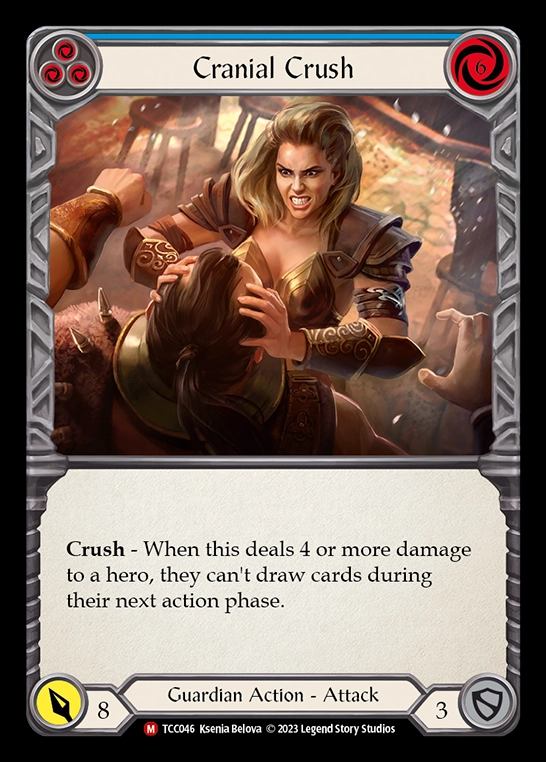 Cranial Crush
6
Crush - When this deals 4 or more damage
to a hero, they can't draw cards during
their next action phase.
8
Guardian Action - Attack
3
M TCC046 Ksenia Belova © 2023 Legend Story Studios